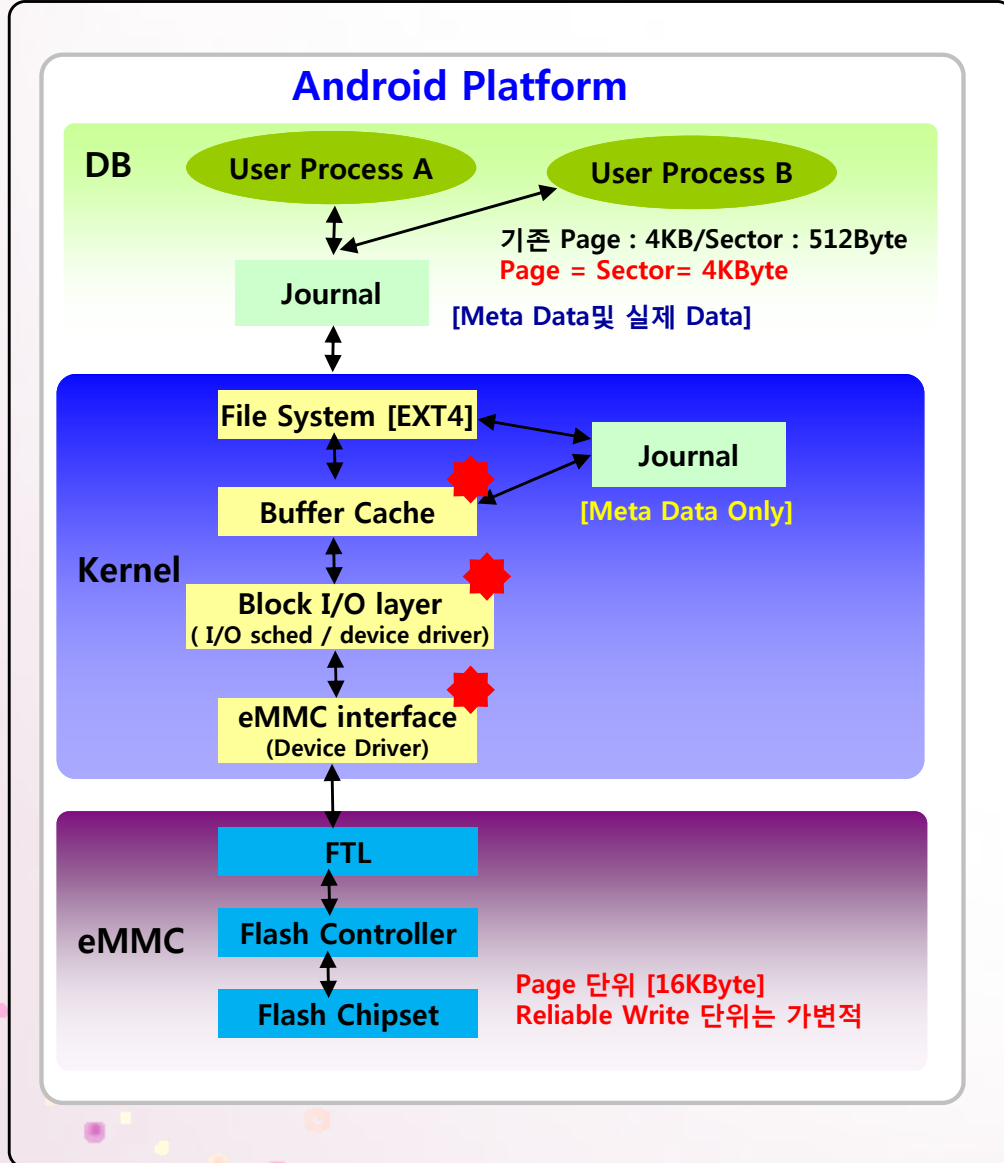 Android Platform
DB
User Process A
User Process B
기존 Page : 4KB/Sector : 512Byte
Page = Sector= 4KByte
Journal
[Meta Data및 실제 Data]
File System [EXT4]
Journal
Buffer Cache
[Meta Data Only]
Kernel
Block I/O layer
( I/O sched / device driver)
eMMC interface
(Device Driver)
FTL
eMMC
Flash Controller
Page 단위 [16KByte]
Flash Chipset
Reliable Write 단위는 가변적